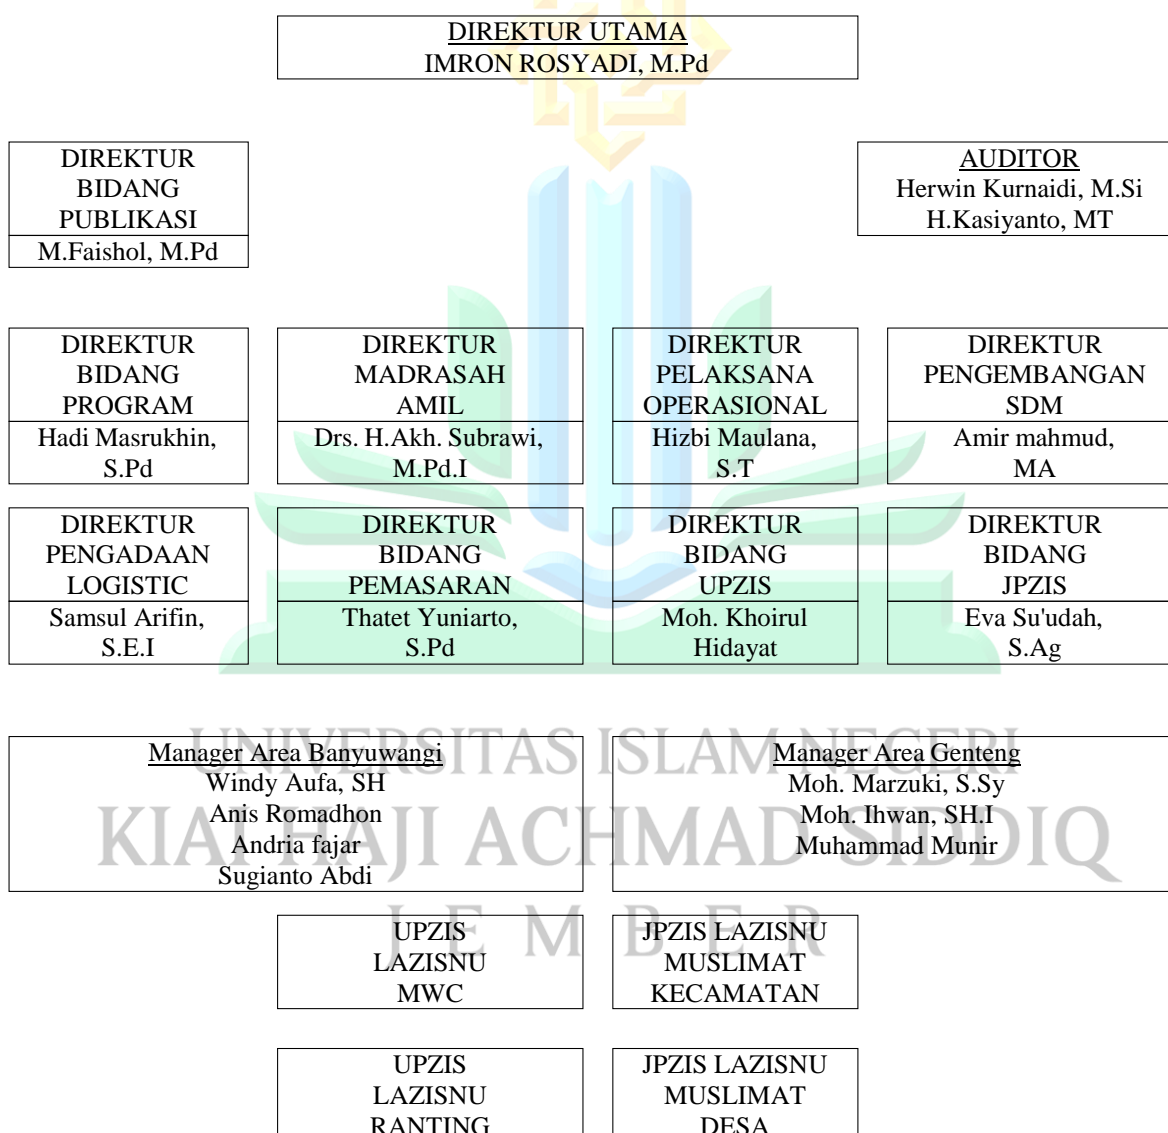 DIREKTUR UTAMA
IMRON ROSYADI, M.Pd
DIREKTUR
BIDANG
PUBLIKASI
M.Faishol, M.Pd
AUDITOR
Herwin Kurnaidi, M.Si
H.Kasiyanto, MT
DIREKTUR
BIDANG
PROGRAM
Hadi Masrukhin,
S.Pd
DIREKTUR
MADRASAH
AMIL
Drs. H.Akh. Subrawi,
M.Pd.I
DIREKTUR
PELAKSANA
OPERASIONAL
Hizbi Maulana,
S.T
DIREKTUR
PENGEMBANGAN
SDM
Amir mahmud,
MA
DIREKTUR
PENGADAAN
LOGISTIC
Samsul Arifin,
S.E.I
DIREKTUR
BIDANG
PEMASARAN
Thatet Yuniarto,
S.Pd
DIREKTUR
BIDANG
UPZIS
Moh. Khoirul
Hidayat
DIREKTUR
BIDANG
JPZIS
Eva Su'udah,
S.Ag
UNIVERSITAS ISLAM NEGERI
KIAI HAJI ACHMAD SIDDIQ
JEMBER
Manager Area Banyuwangi
Windy Aufa, SH
Anis Romadhon
Andria fajar
Sugianto Abdi
Manager Area Genteng
Moh. Marzuki, S.Sy
Moh. Ihwan, SH.I
Muhammad Munir
UPZIS
LAZISNU
MWC
JPZIS LAZISNU
MUSLIMAT
KECAMATAN
UPZIS
LAZISNU
RANTING
JPZIS LAZISNU
MUSLIMAT
DESA